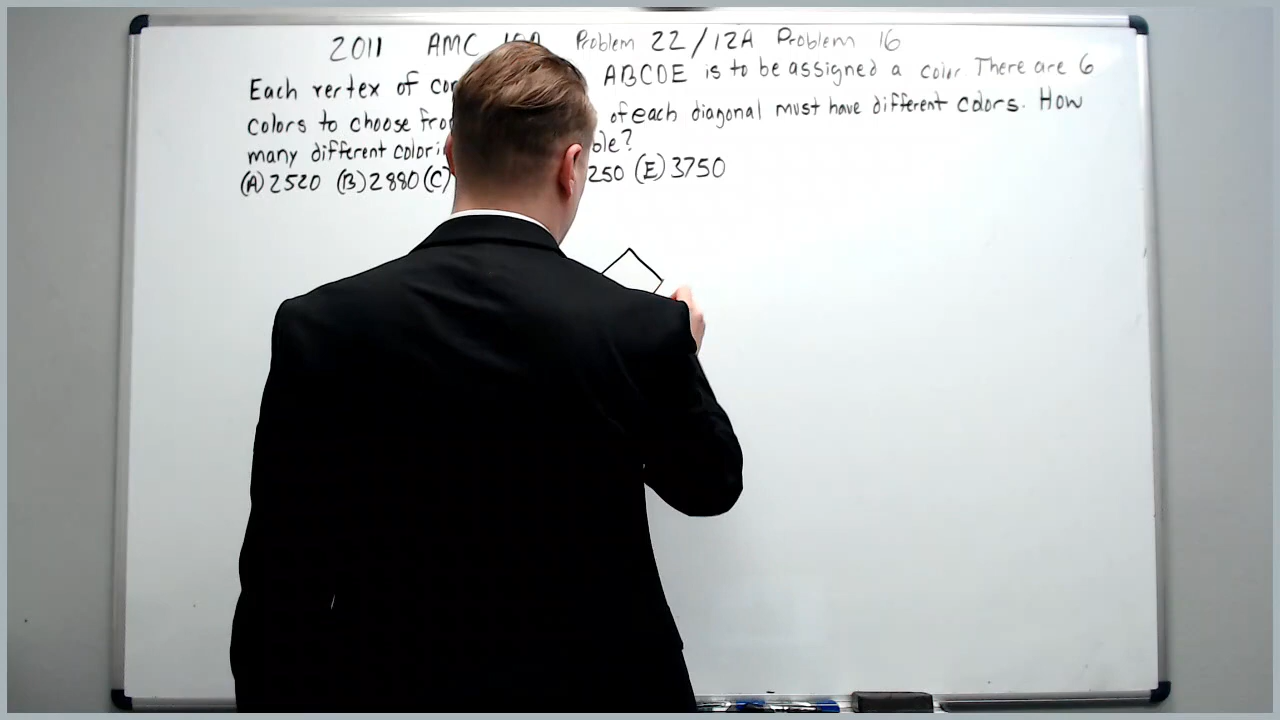 2011 AMC 10A Problem 22/12A Problem 16
Each vertex of ABCDE is to be assigned a color. There are 6
colors to choose of each diagonal must have different colors. How
many different
(A) 2520 (B) 2880 (C) 250 (E) 3750